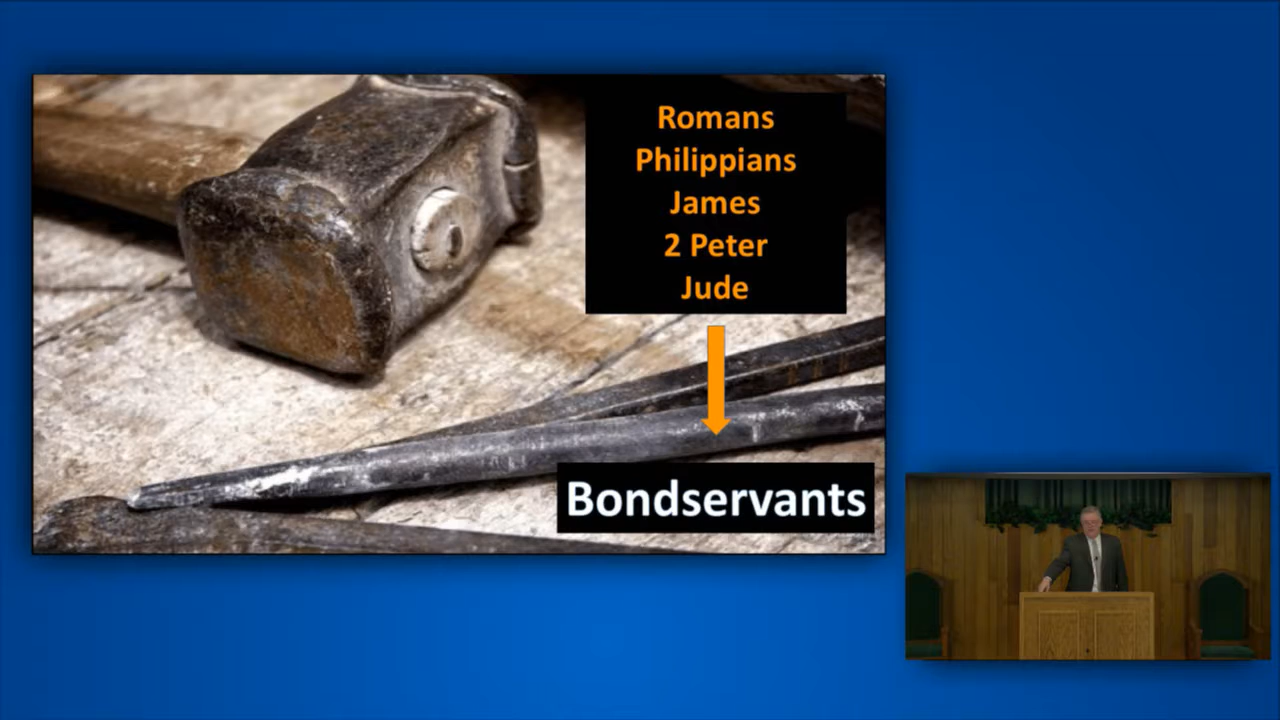 Romans
Philippians
James
2 Peter
Jude
Bondservants